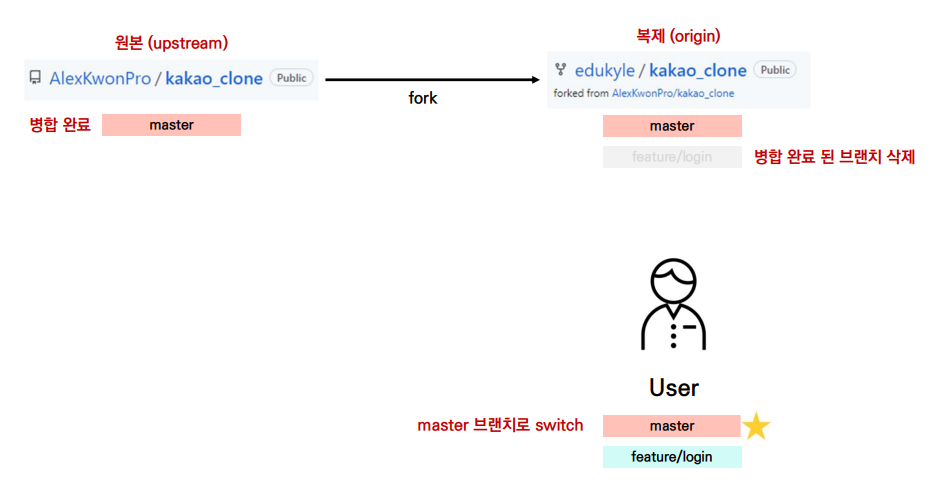 원본 (upstream)
AlexKwonPro / kakao_clone Public
fork
복제 (origin)
edukyle / kakao_clone Public
forked from AlexKwonPro/kakao_clone
병합 완료 master
master
feature/login 병합 완료 된 브랜치 삭제
User
master 브랜치로 switch master
feature/login